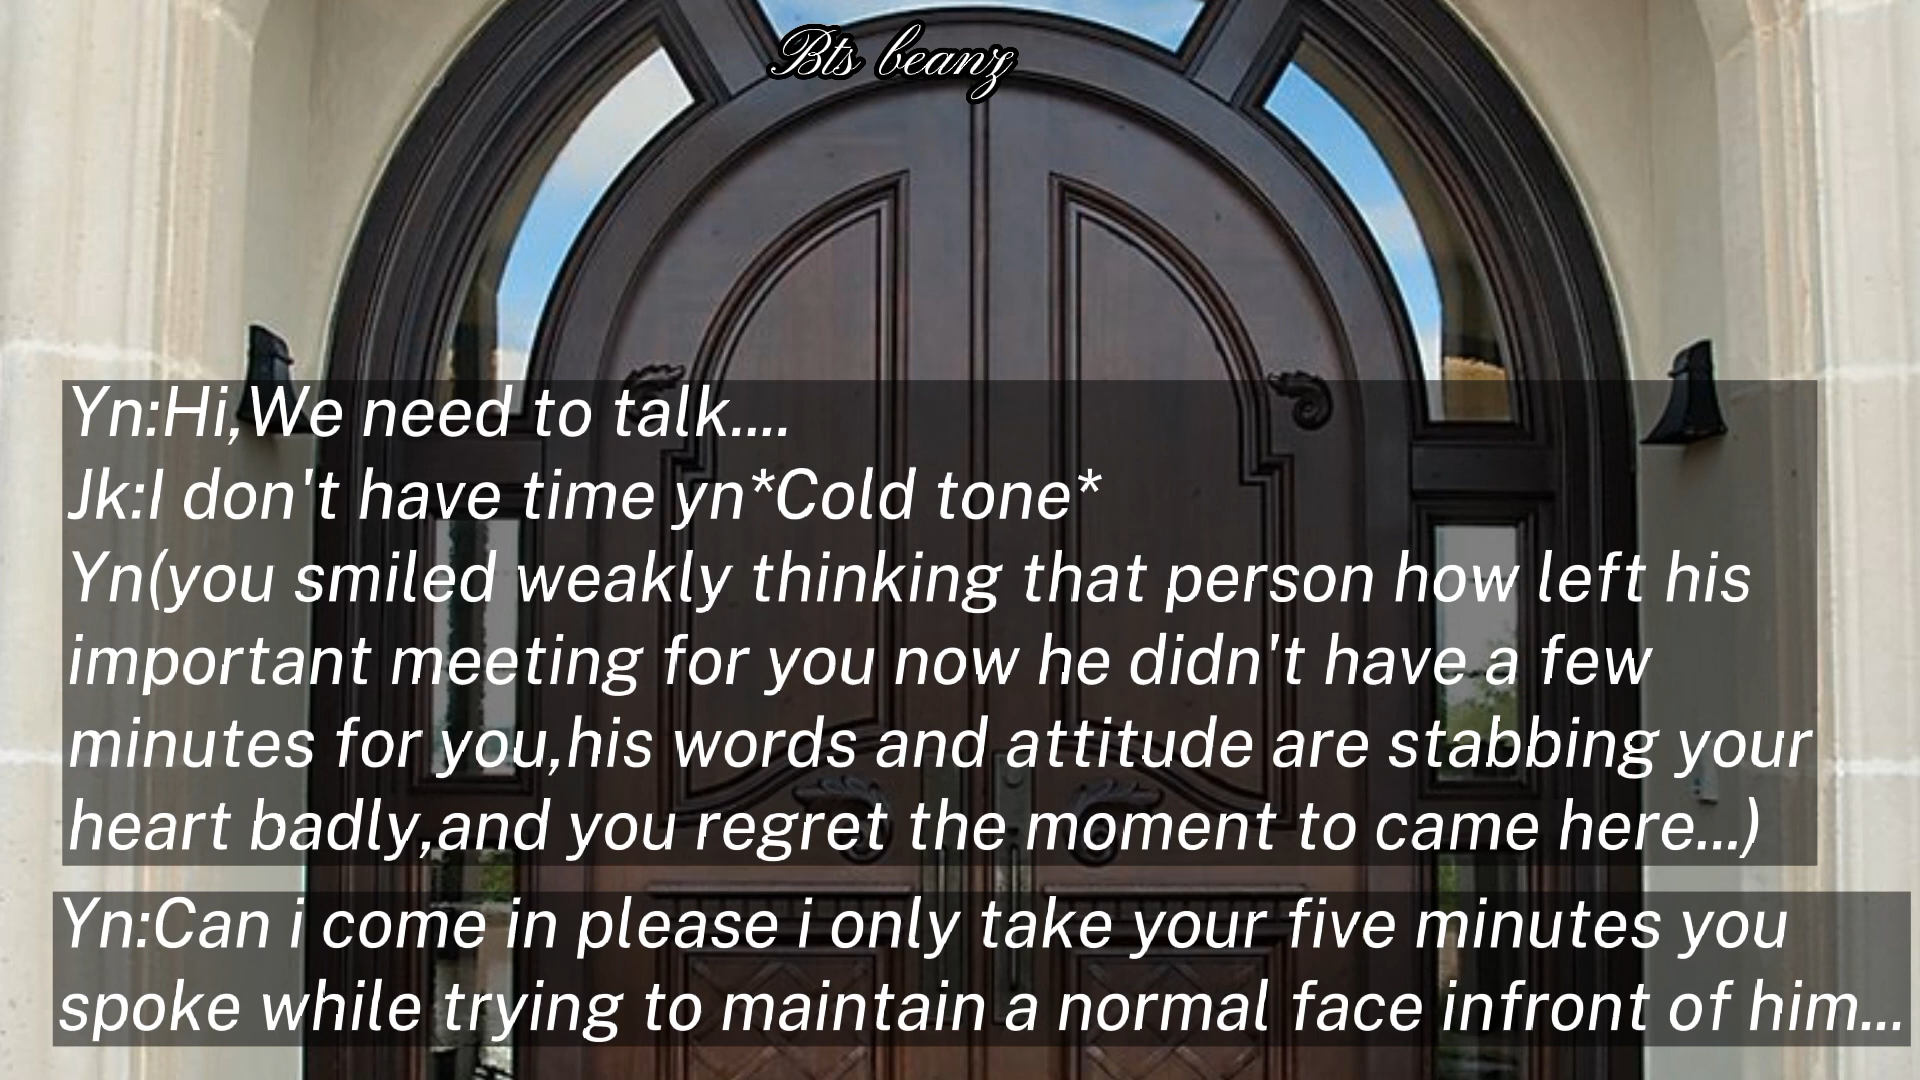 Bts beanz
Yn:Hi,We need to talk....
Jk:I don't have time yn*Cold tone*
Yn(you smiled weakly thinking that person how left his
important meeting for you now he didn't have a few
minutes for you,his words and attitude are stabbing your
heart badly,and you regret the moment to came here...)
Yn:Can i come in please i only take your five minutes you
spoke while trying to maintain a normal face infront of him...